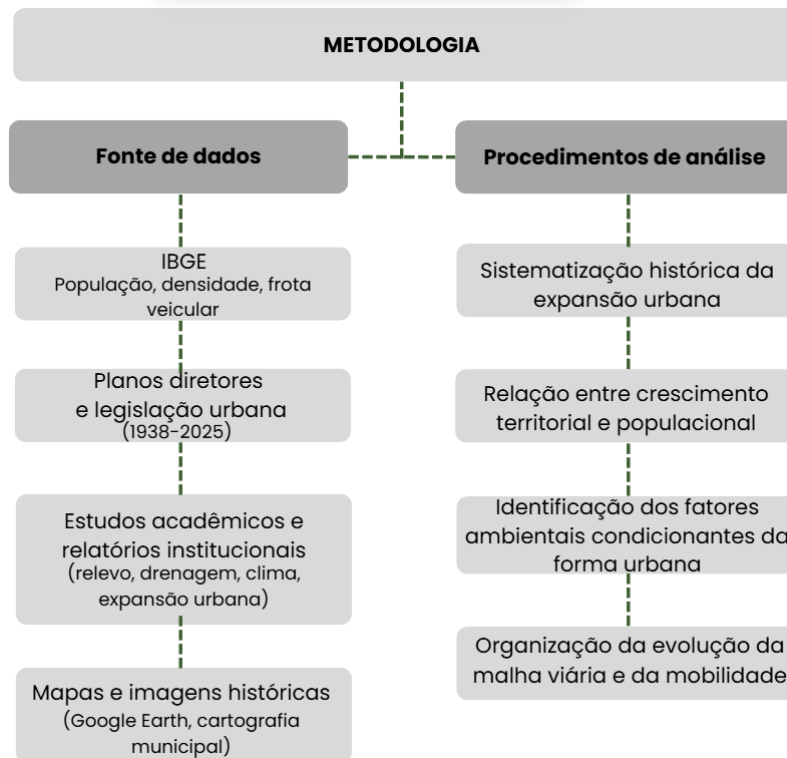 METODOLOGIA
Fonte de dados
Procedimentos de análise
IBGE
População, densidade, frota
veicular
Planos diretores
e legislação urbana
(1938-2025)
Estudos acadêmicos e
relatórios institucionais
(relevo, drenagem, clima,
expansão urbana)
Mapas e imagens históricas
(Google Earth, cartografia
municipal)
Sistematização histórica da
expansão urbana
Relação entre crescimento
territorial e populacional
Identificação dos fatores
ambientais condicionantes da
forma urbana
Organização da evolução da
malha viária e da mobilidade